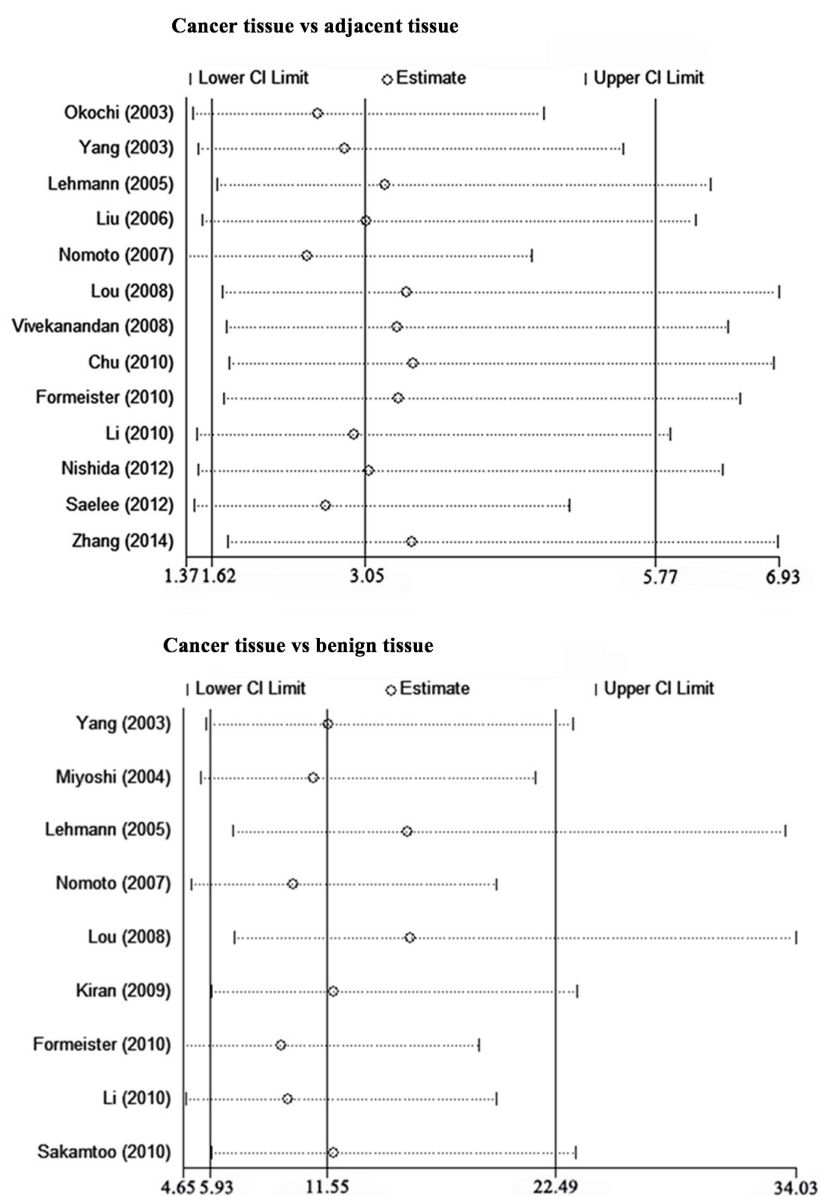 Cancer tissue vs adjacent tissue
Lower CI Limit Estimate Upper CI Limit
Okochi (2003)
Yang (2003)
Lehmann (2005)
Liu (2006)
Nomoto (2007)
Lou (2008)
Vivekanandan (2008)
Chu (2010)
Formeister (2010)
Li (2010)
Nishida (2012)
Saelee (2012)
Zhang (2014)
1.37 1.62 3.05 5.77 6.93
Cancer tissue vs benign tissue
Lower CI Limit Estimate Upper CI Limit
Yang (2003)
Miyoshi (2004)
Lehmann (2005)
Nomoto (2007)
Lou (2008)
Kiran (2009)
Formeister (2010)
Li (2010)
Sakamtoo (2010)
4.65 5.93 11.55 22.49 34.03